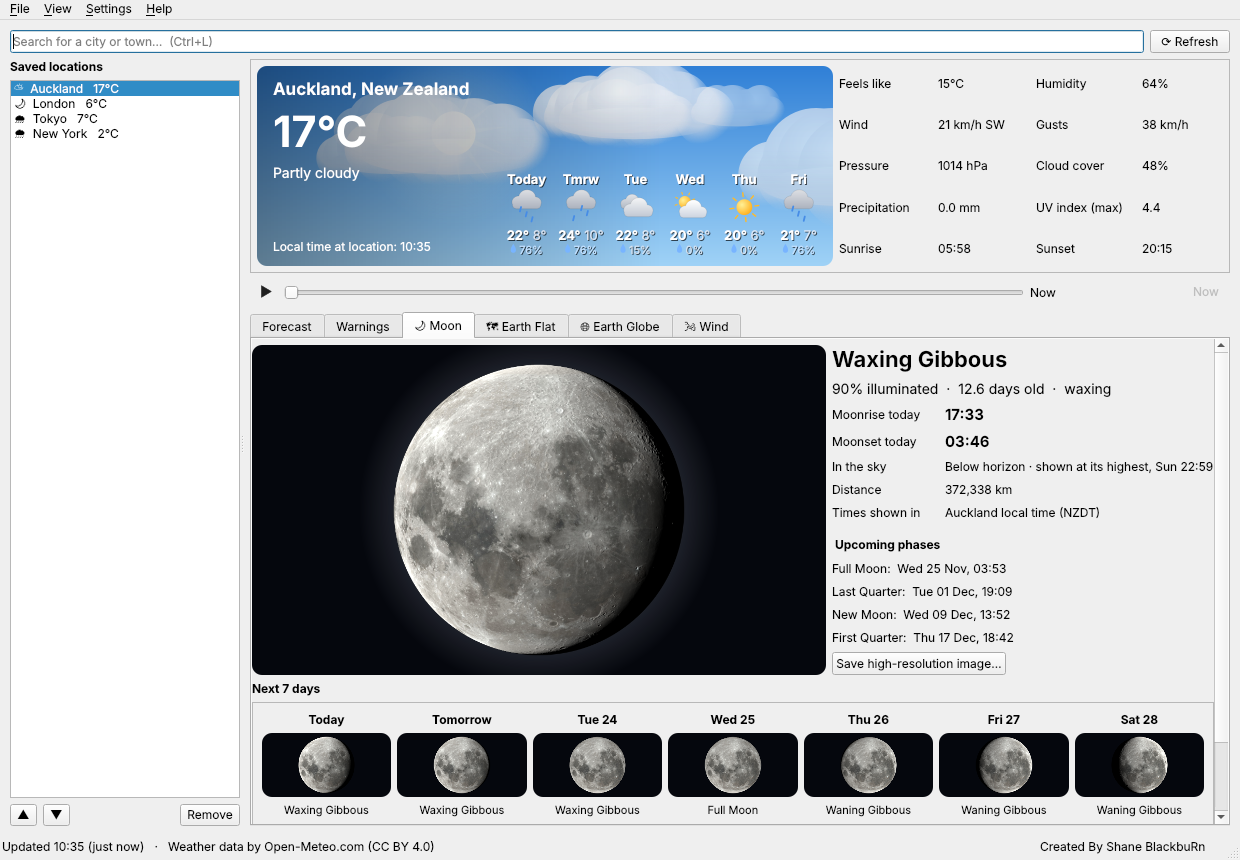 File View Settings Help
Search for a city or town... (Ctrl+L)
⟳ Refresh
Saved locations
Auckland 17°C
London 6°C
Tokyo 7°C
New York 2°C
Remove
Auckland, New Zealand
17°C
Partly cloudy
Local time at location: 10:35
Today Tmrw Tue Wed Thu Fri
22° 8° 24° 10° 22° 8° 20° 6° 20° 6° 21° 7°
76% 76% 15% 0% 0% 76%
Feels like 15°C Humidity 64%
Wind 21 km/h SW Gusts 38 km/h
Pressure 1014 hPa Cloud cover 48%
Precipitation 0.0 mm UV index (max) 4.4
Sunrise 05:58 Sunset 20:15
Now Now
Forecast Warnings Moon Earth Flat Earth Globe Wind
Waxing Gibbous
90% illuminated · 12.6 days old · waxing
Moonrise today 17:33
Moonset today 03:46
In the sky Below horizon · shown at its highest, Sun 22:59
Distance 372,338 km
Times shown in Auckland local time (NZDT)
Upcoming phases
Full Moon: Wed 25 Nov, 03:53
Last Quarter: Tue 01 Dec, 19:09
New Moon: Wed 09 Dec, 13:52
First Quarter: Thu 17 Dec, 18:42
Save high-resolution image...
Next 7 days
Today Tomorrow Tue 24 Wed 25 Thu 26 Fri 27 Sat 28
Waxing Gibbous Waxing Gibbous Waxing Gibbous Full Moon Waning Gibbous Waning Gibbous Waning Gibbous
Updated 10:35 (just now) · Weather data by Open-Meteo.com (CC BY 4.0)
Created By Shane BlackbuRn